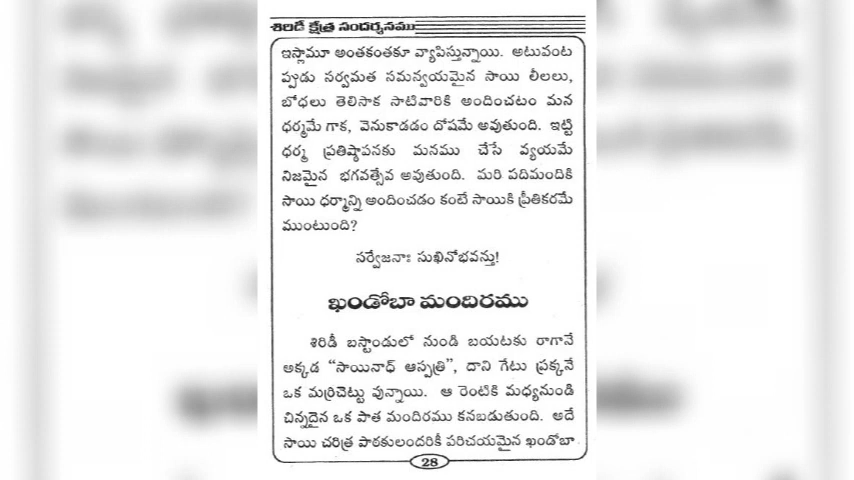 శిరిడీ క్షేత్ర సందర్శనము
ఇస్లామూ అంతకంతకూ వ్యాపిస్తున్నాయి. అటువంట
ప్పుడు సర్వమత సమన్వయమైన సాయి లీలలు,
బోధలు తెలిసాక సాటివారికి అందించటం మన
ధర్మమే గాక, వెనుకాడడం దోషమే అవుతుంది. ఇట్టి
ధర్మ ప్రతిష్ఠాపనకు మనము చేసే వ్యయమే
నిజమైన భగవత్సేవ అవుతుంది. మరి పదిమందికి
సాయి ధర్మాన్ని అందించడం కంటే సాయికి ప్రీతికరమే
ముంటుంది?
సర్వేజనాః సుఖినోభవన్తు!
ఖండోబా మందిరము
శిరిడీ బస్టాండులో నుండి బయటకు రాగానే
అక్కడ “సాయినాధ్ ఆస్పత్రి”, దాని గేటు ప్రక్కనే
ఒక మర్రిచెట్టు వున్నాయి. ఆ రెంటికి మధ్యనుండి
చిన్నదైన ఒక పాత మందిరము కనబడుతుంది. అదే
సాయి చరిత్ర పాఠకులందరికీ పరిచయమైన ఖండోబా
28